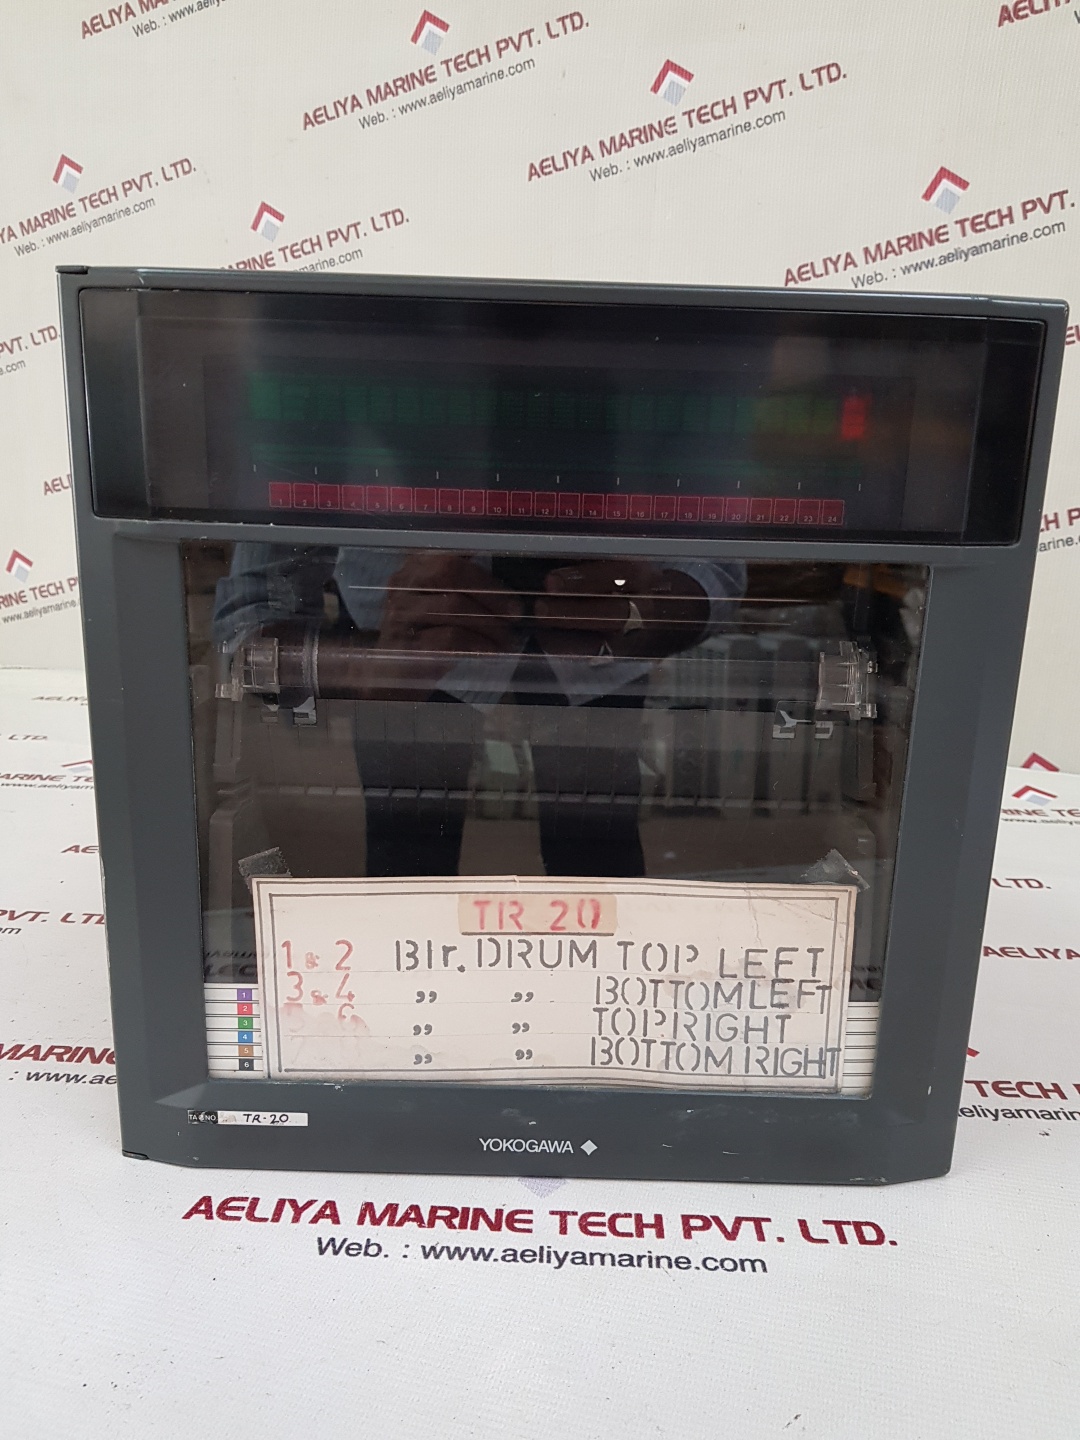 AELIYA MARINE TECH PVT. LTD.
Web. : www.aeliyamarine.com
AELIYA MARINE TECH PVT. LTD.
Web. : www.aeliyamarine.com
AELIYA MARINE TECH PVT. LTD.
Web. : www.aeliyamarine.com
AELIYA MARINE TECH PVT.
Web. : www.aeliyamarine.com
1 2 3 4 5 6 7 8 9 10 11 12 13 14 15 16 17 18 19 20 21 22 23 24
TR 20
1 & 2 Blr. DRUM TOP LEFT
3 & 4 ,, ,, BOTTOM LEFT
5 6 ,, ,, TOP RIGHT
,, ,, BOTTOM RIGHT
1
2
3
4
5
6
TAG NO. TR-20
YOKOGAWA
AELIYA MARINE TECH PVT. LTD.
Web. : www.aeliyamarine.com